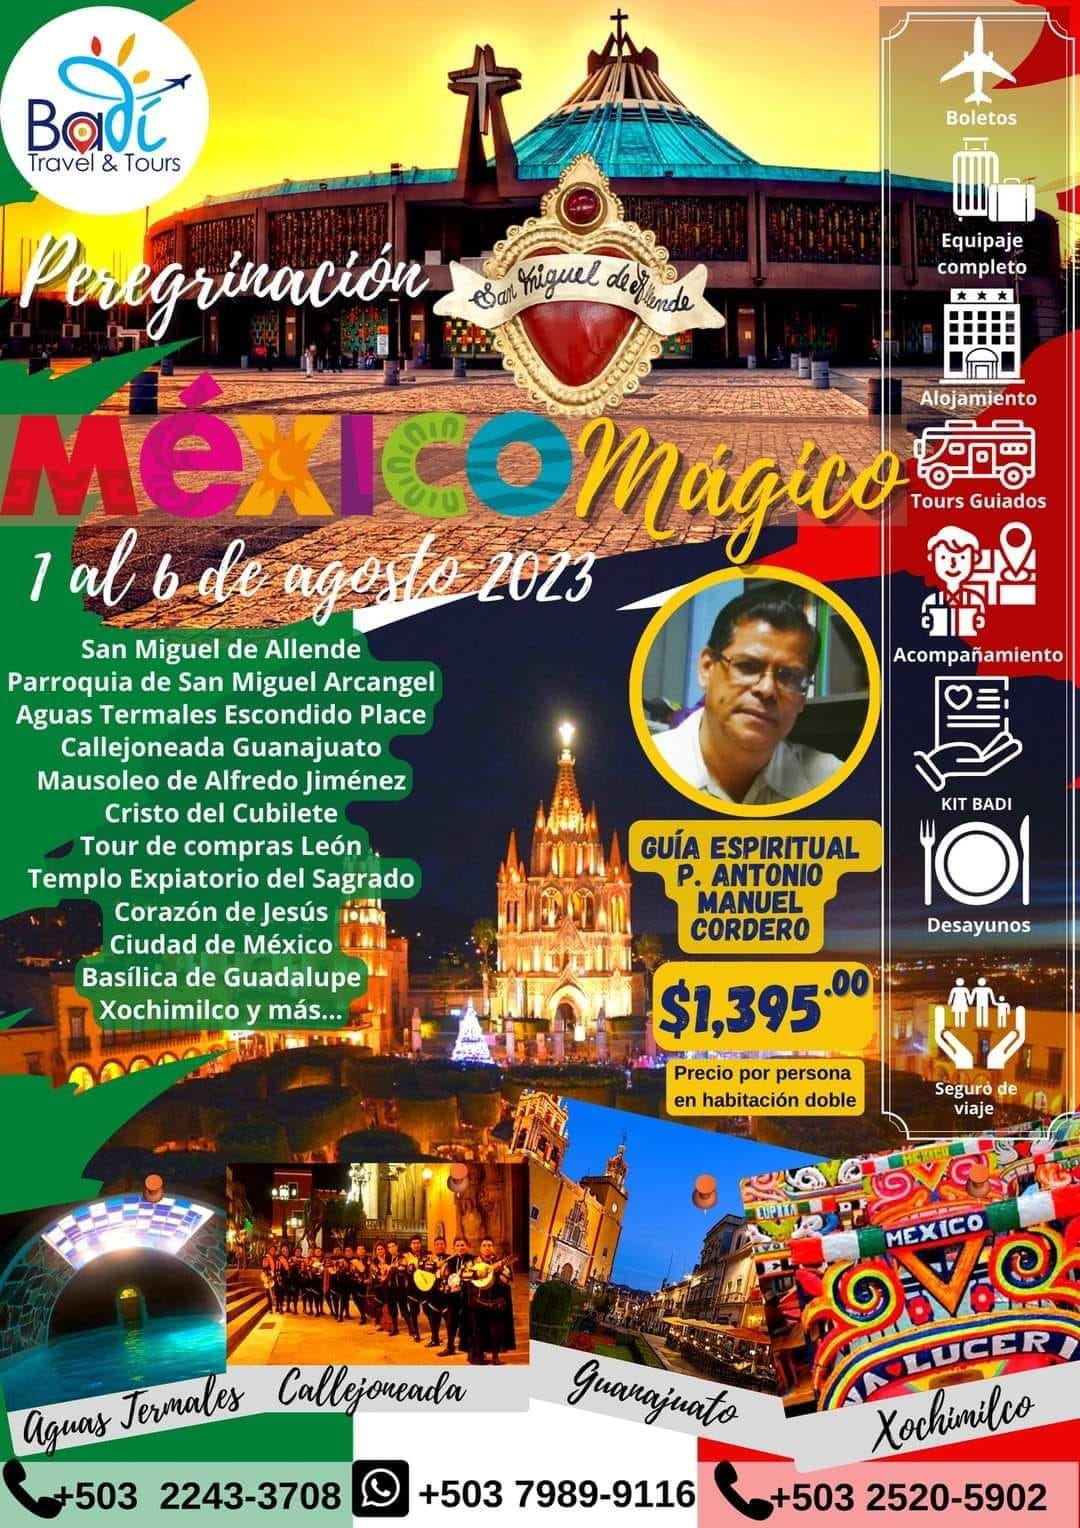 Badí
Travel & Tours
Peregrinación
San Miguel de Allende
MéXICO Mágico
1 al 6 de agosto 2023
San Miguel de Allende
Parroquia de San Miguel Arcangel
Aguas Termales Escondido Place
Callejoneada Guanajuato
Mausoleo de Alfredo Jiménez
Cristo del Cubilete
Tour de compras León
Templo Expiatorio del Sagrado
Corazón de Jesús
Ciudad de México
Basílica de Guadalupe
Xochimilco y más...
GUÍA ESPIRITUAL
P. ANTONIO
MANUEL
CORDERO
$1,395.00
Precio por persona
en habitación doble
Boletos
Equipaje
completo
Alojamiento
Tours Guiados
Acompañamiento
KIT BADI
Desayunos
Seguro de
viaje
MEXICO
MEXICO
LUCERI
Aguas Termales
Callejoneada
Guanajuato
Xochimilco
+503 2243-3708
+503 7989-9116
+503 2520-5902